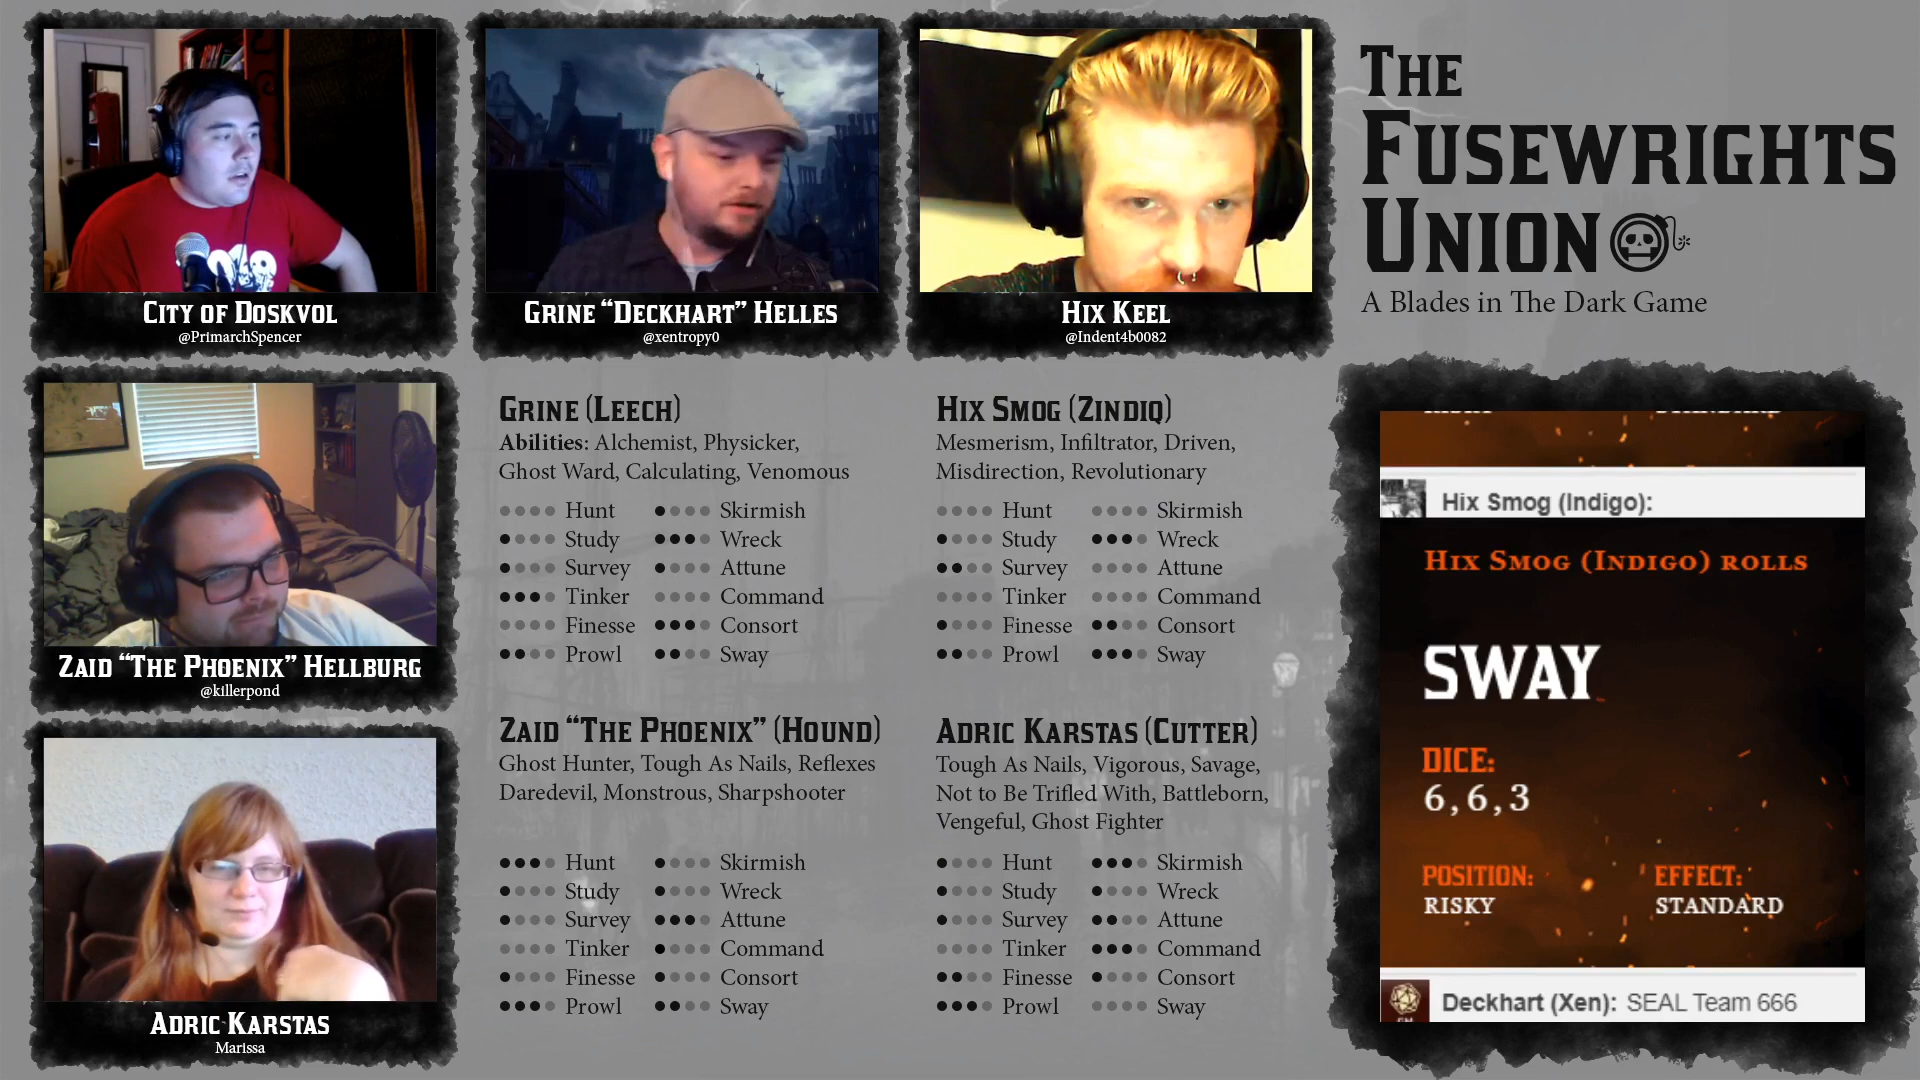 City of Doskvol
@PrimarchSpencer
Grine “Deckhart” Helles
@xentropy0
Hix Keel
@Indent4b0082
The
Fusewrights
Union
A Blades in The Dark Game
Zaid “The Phoenix” Hellburg
@killerpond
Adric Karstas
Marissa
Grine (Leech)
Abilities: Alchemist, Physicker,
Ghost Ward, Calculating, Venomous
Hunt Skirmish
Study Wreck
Survey Attune
Tinker Command
Finesse Consort
Prowl Sway
Hix Smog (Zindiq)
Mesmerism, Infiltrator, Driven,
Misdirection, Revolutionary
Hunt Skirmish
Study Wreck
Survey Attune
Tinker Command
Finesse Consort
Prowl Sway
Zaid “The Phoenix” (Hound)
Ghost Hunter, Tough As Nails, Reflexes
Daredevil, Monstrous, Sharpshooter
Hunt Skirmish
Study Wreck
Survey Attune
Tinker Command
Finesse Consort
Prowl Sway
Adric Karstas (Cutter)
Tough As Nails, Vigorous, Savage,
Not to Be Trifled With, Battleborn,
Vengeful, Ghost Fighter
Hunt Skirmish
Study Wreck
Survey Attune
Tinker Command
Finesse Consort
Prowl Sway
Hix Smog (Indigo):
Hix Smog (Indigo) rolls
SWAY
DICE:
6, 6, 3
POSITION: EFFECT:
RISKY STANDARD
Deckhart (Xen): SEAL Team 666